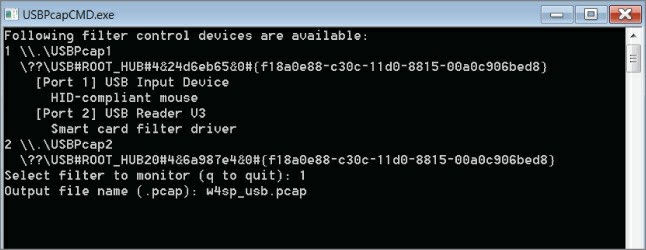 USBPcapCMD.exe
Following filter control devices are available:
1 \\.\USBPcap1
  \??\USB#ROOT_HUB#4&24d6eb65&0#{f18a0e88-c30c-11d0-8815-00a0c906bed8}
    [Port 1] USB Input Device
      HID-compliant mouse
    [Port 2] USB Reader V3
      Smart card filter driver
2 \\.\USBPcap2
  \??\USB#ROOT_HUB20#4&6a987e4&0#{f18a0e88-c30c-11d0-8815-00a0c906bed8}
Select filter to monitor (q to quit): 1
Output file name (.pcap): w4sp_usb.pcap